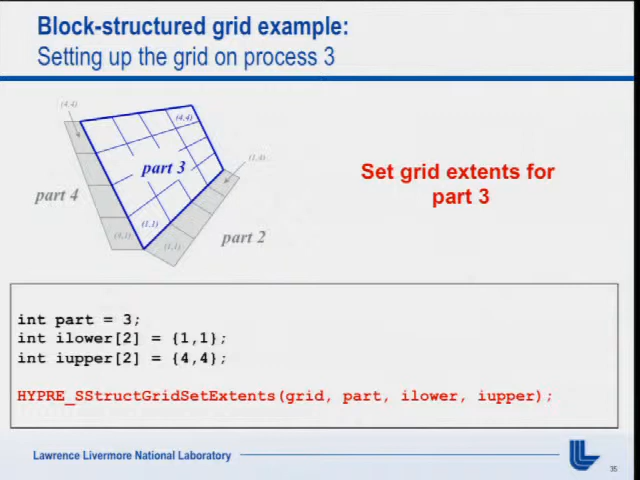 Block-structured grid example:
Setting up the grid on process 3
(4,4)
(4,4)
part 3
(1,4)
part 4
(1,1)
(4,1)
(1,1)
part 2
Set grid extents for
part 3
int part = 3;
int ilower[2] = {1,1};
int iupper[2] = {4,4};
HYPRE_SStructGridSetExtents(grid, part, ilower, iupper);
Lawrence Livermore National Laboratory
35